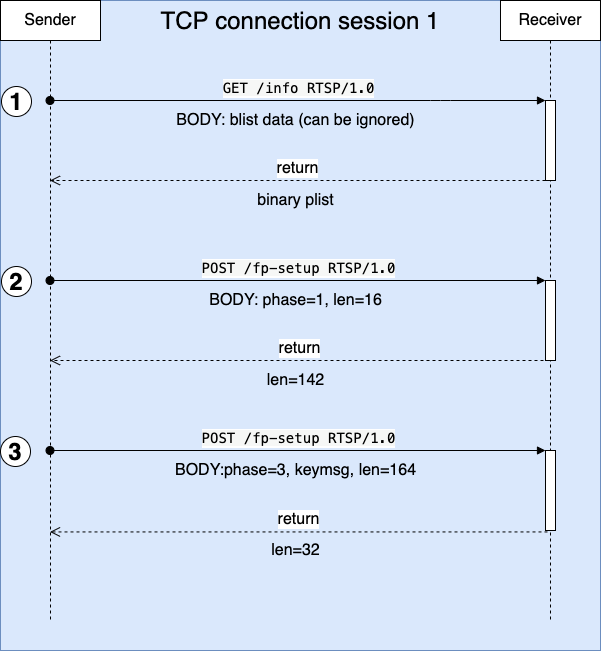 Sender
TCP connection session 1
Receiver
GET /info RTSP/1.0
1
BODY: blist data (can be ignored)
return
binary plist
POST /fp-setup RTSP/1.0
2
BODY: phase=1, len=16
return
len=142
POST /fp-setup RTSP/1.0
3
BODY:phase=3, keymsg, len=164
return
len=32